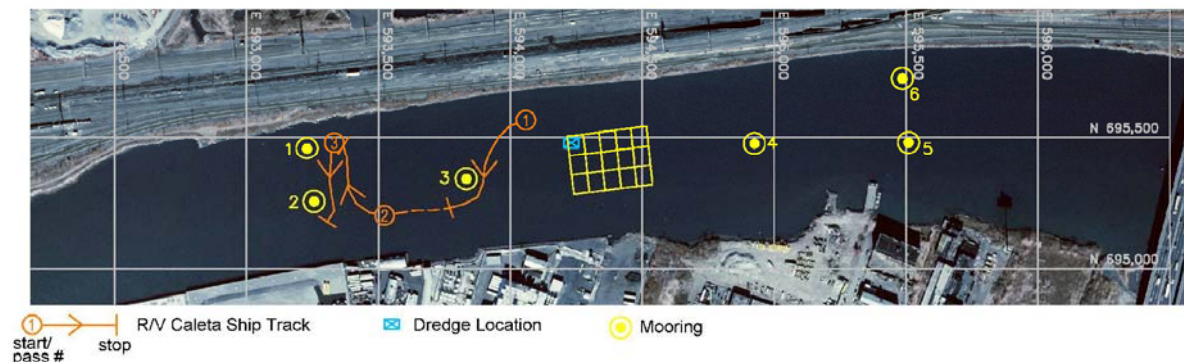 E 593,000
E 593,500
E 594,000
E 594,500
E 595,000
E 595,500
E 596,000
6
1
N 695,500
3
1
4
5
3
2
2
N 695,000
1
R/V Caleta Ship Track
Dredge Location
Mooring
start/
pass #
stop